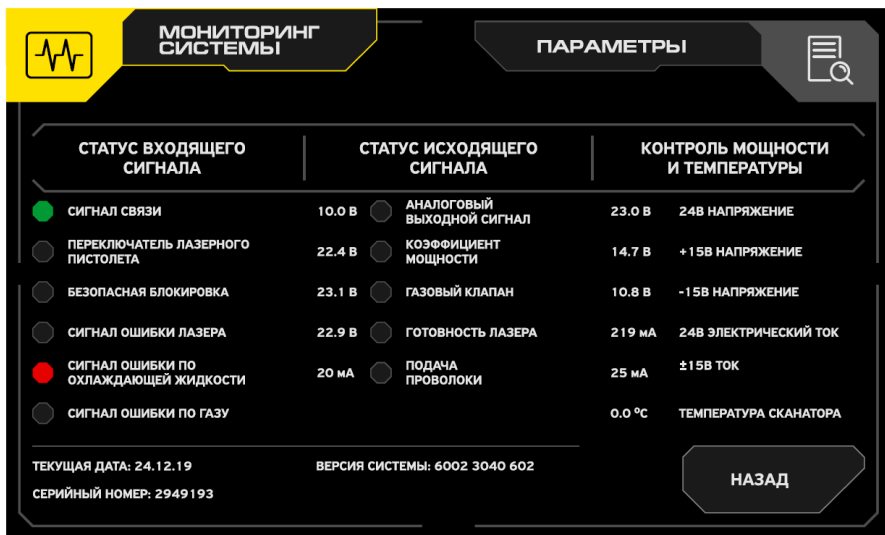 МОНИТОРИНГ
СИСТЕМЫ
ПАРАМЕТРЫ
СТАТУС ВХОДЯЩЕГО
СИГНАЛА
СТАТУС ИСХОДЯЩЕГО
СИГНАЛА
КОНТРОЛЬ МОЩНОСТИ
И ТЕМПЕРАТУРЫ
СИГНАЛ СВЯЗИ
10.0 В
АНАЛОГОВЫЙ
ВЫХОДНОЙ СИГНАЛ
23.0 В
24В НАПРЯЖЕНИЕ
ПЕРЕКЛЮЧАТЕЛЬ ЛАЗЕРНОГО
ПИСТОЛЕТА
22.4 В
КОЭФФИЦИЕНТ
МОЩНОСТИ
14.7 В
+15В НАПРЯЖЕНИЕ
БЕЗОПАСНАЯ БЛОКИРОВКА
23.1 В
ГАЗОВЫЙ КЛАПАН
10.8 В
-15В НАПРЯЖЕНИЕ
СИГНАЛ ОШИБКИ ЛАЗЕРА
22.9 В
ГОТОВНОСТЬ ЛАЗЕРА
219 мА
24В ЭЛЕКТРИЧЕСКИЙ ТОК
СИГНАЛ ОШИБКИ ПО
ОХЛАЖДАЮЩЕЙ ЖИДКОСТИ
20 мА
ПОДАЧА
ПРОВОЛОКИ
25 мА
±15В ТОК
СИГНАЛ ОШИБКИ ПО ГАЗУ
0.0 ºС
ТЕМПЕРАТУРА СКАНАТОРА
ТЕКУЩАЯ ДАТА: 24.12.19
ВЕРСИЯ СИСТЕМЫ: 6002 3040 602
СЕРИЙНЫЙ НОМЕР: 2949193
НАЗАД